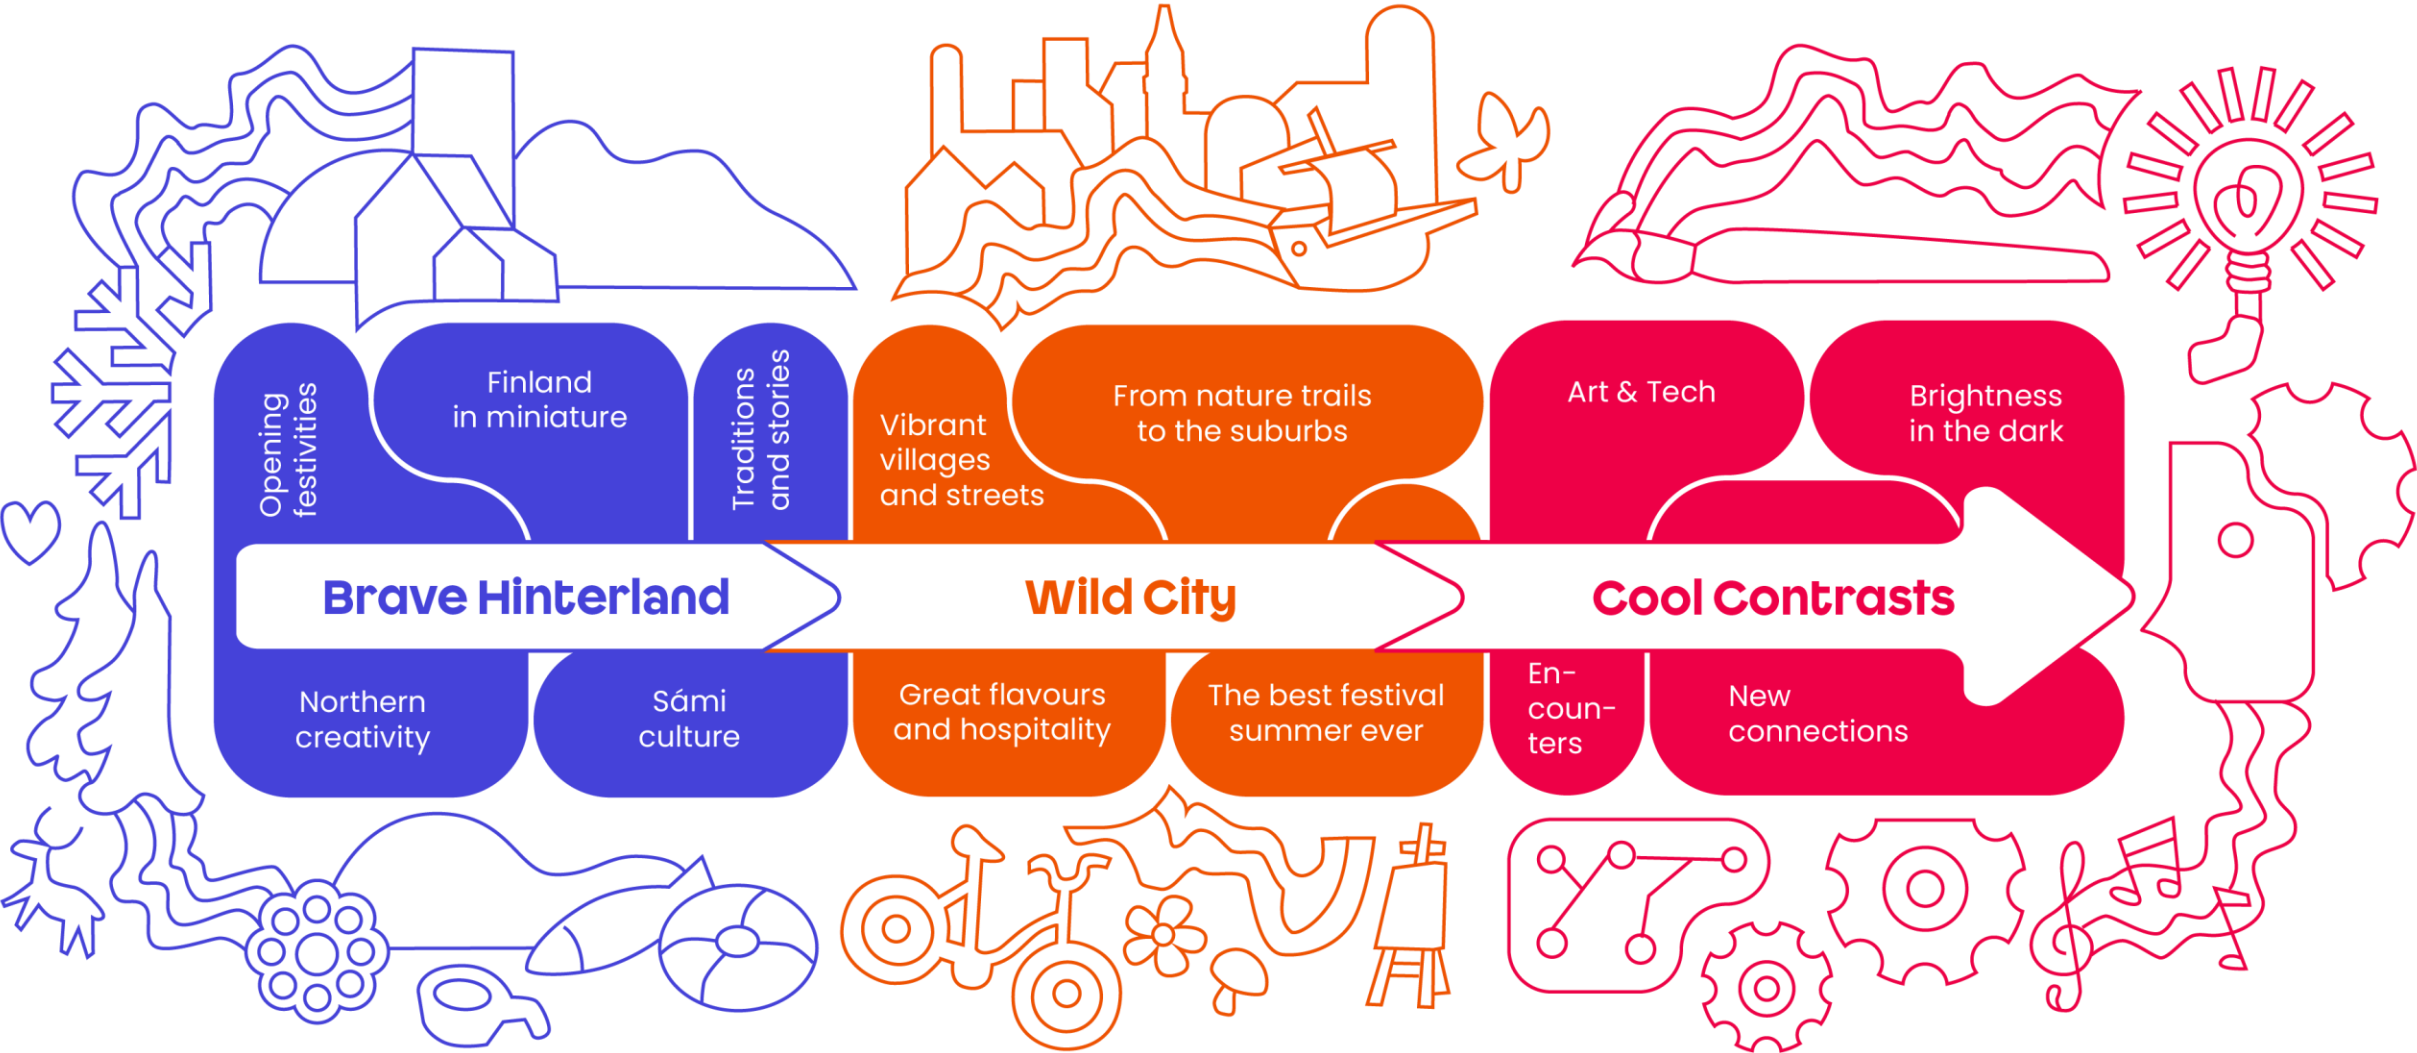 Opening
festivities
Finland
in miniature
Traditions
and stories
Brave Hinterland
Northern
creativity
Sámi
culture
Vibrant
villages
and streets
From nature trails
to the suburbs
Wild City
Great flavours
and hospitality
The best festival
summer ever
Art & Tech
Brightness
in the dark
Cool Contrasts
En-
coun-
ters
New
connections